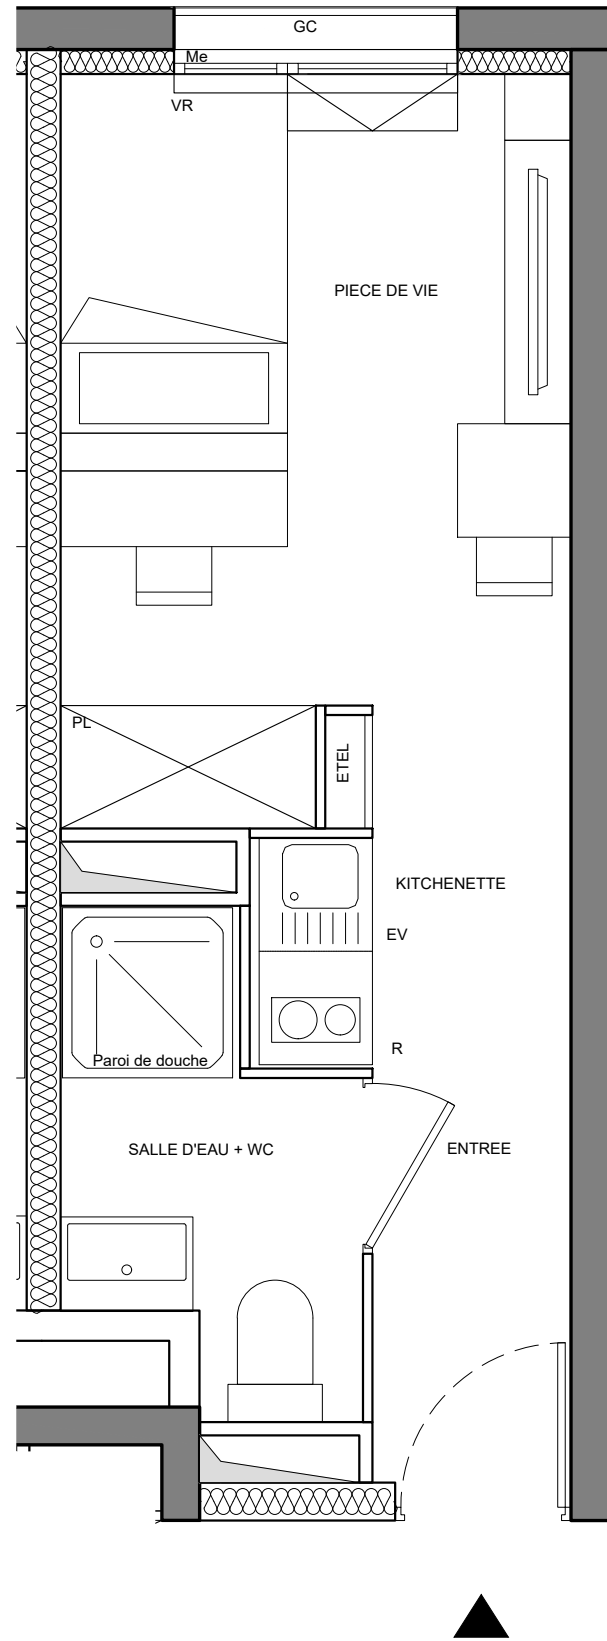 GC
Me
VR
PIECE DE VIE
PL
ETEL
KITCHENETTE
EV
R
Paroi de douche
SALLE D'EAU + WC
ENTREE